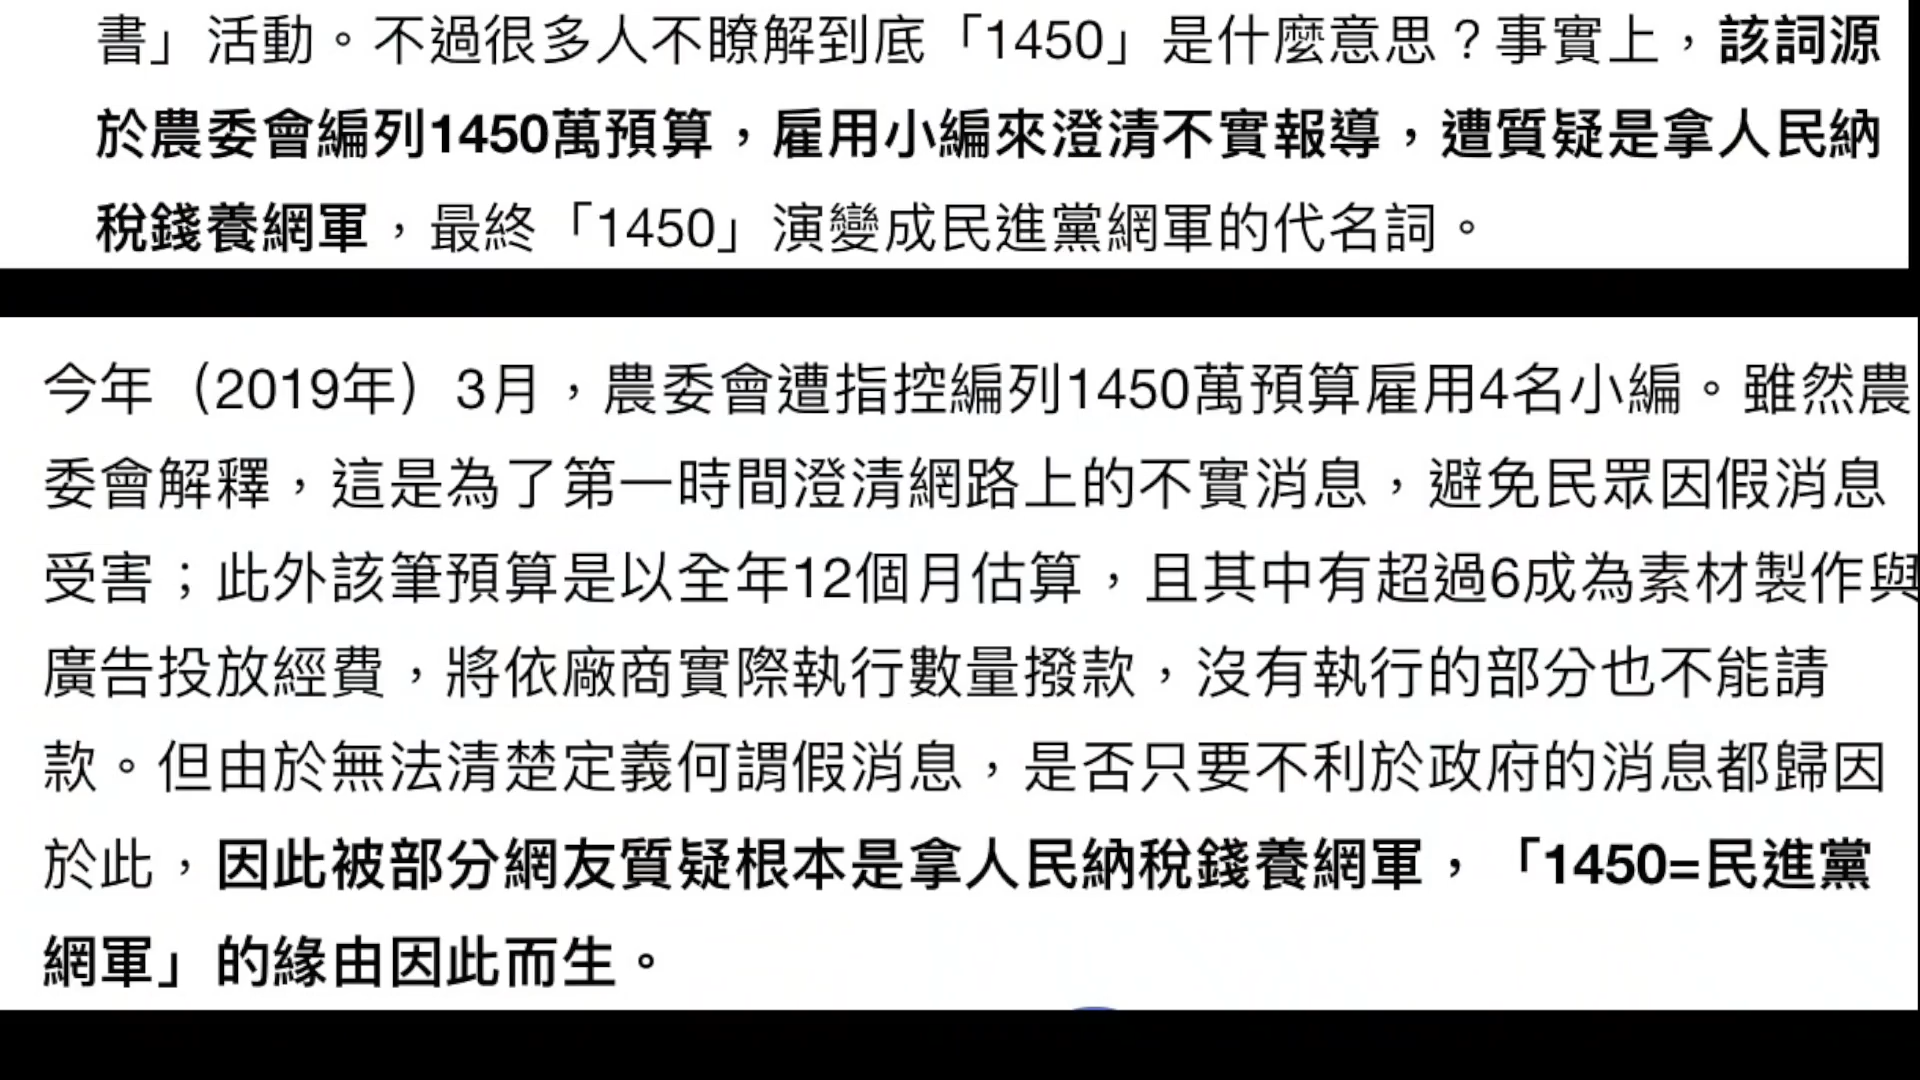 書」活動。不過很多人不瞭解到底「1450」是什麼意思？事實上，該詞源
於農委會編列1450萬預算，雇用小編來澄清不實報導，遭質疑是拿人民納
稅錢養網軍，最終「1450」演變成民進黨網軍的代名詞。
今年（2019年）3月，農委會遭指控編列1450萬預算雇用4名小編。雖然農
委會解釋，這是為了第一時間澄清網路上的不實消息，避免民眾因假消息
受害；此外該筆預算是以全年12個月估算，且其中有超過6成為素材製作與
廣告投放經費，將依廠商實際執行數量撥款，沒有執行的部分也不能請
款。但由於無法清楚定義何謂假消息，是否只要不利於政府的消息都歸因
於此，因此被部分網友質疑根本是拿人民納稅錢養網軍，「1450=民進黨
網軍」的緣由因此而生。